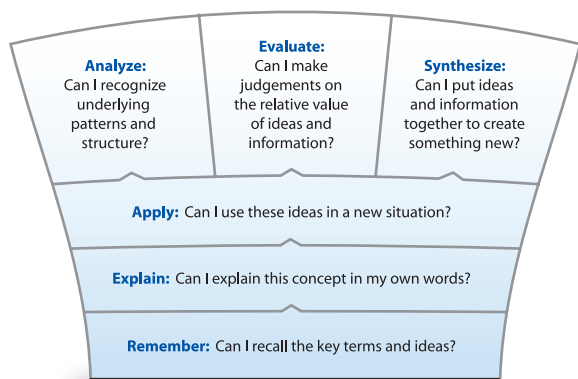 Analyze:
Can I recognize
underlying
patterns and
structure?
Evaluate:
Can I make
judgements on
the relative value
of ideas and
information?
Synthesize:
Can I put ideas
and information
together to create
something new?
Apply: Can I use these ideas in a new situation?
Explain: Can I explain this concept in my own words?
Remember: Can I recall the key terms and ideas?